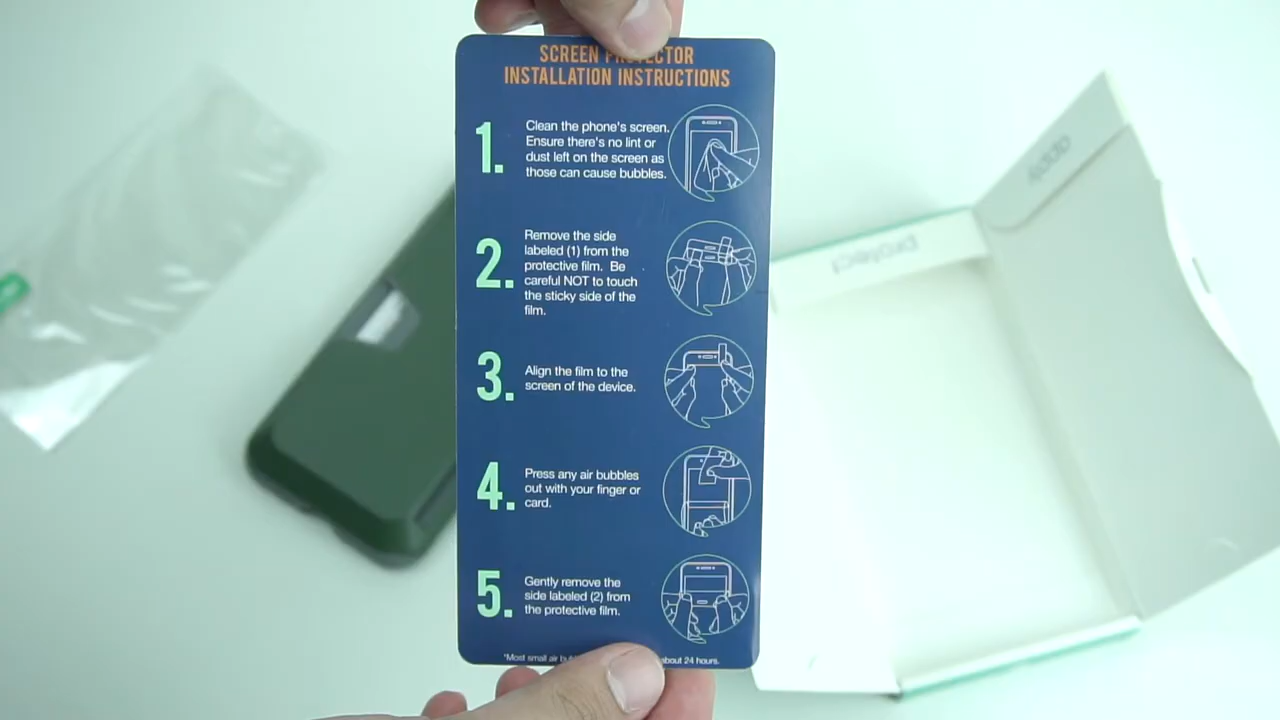 SCREEN PROTECTOR
INSTALLATION INSTRUCTIONS
1.
Clean the phone's screen.
Ensure there's no lint or
dust left on the screen as
those can cause bubbles.
2.
Remove the side
labeled (1) from the
protective film. Be
careful NOT to touch
the sticky side of the
film.
3.
Align the film to the
screen of the device.
4.
Press any air bubbles
out with your finger or
card.
5.
Gently remove the
side labeled (2) from
the protective film.
*Most small air about 24 hours.
protect